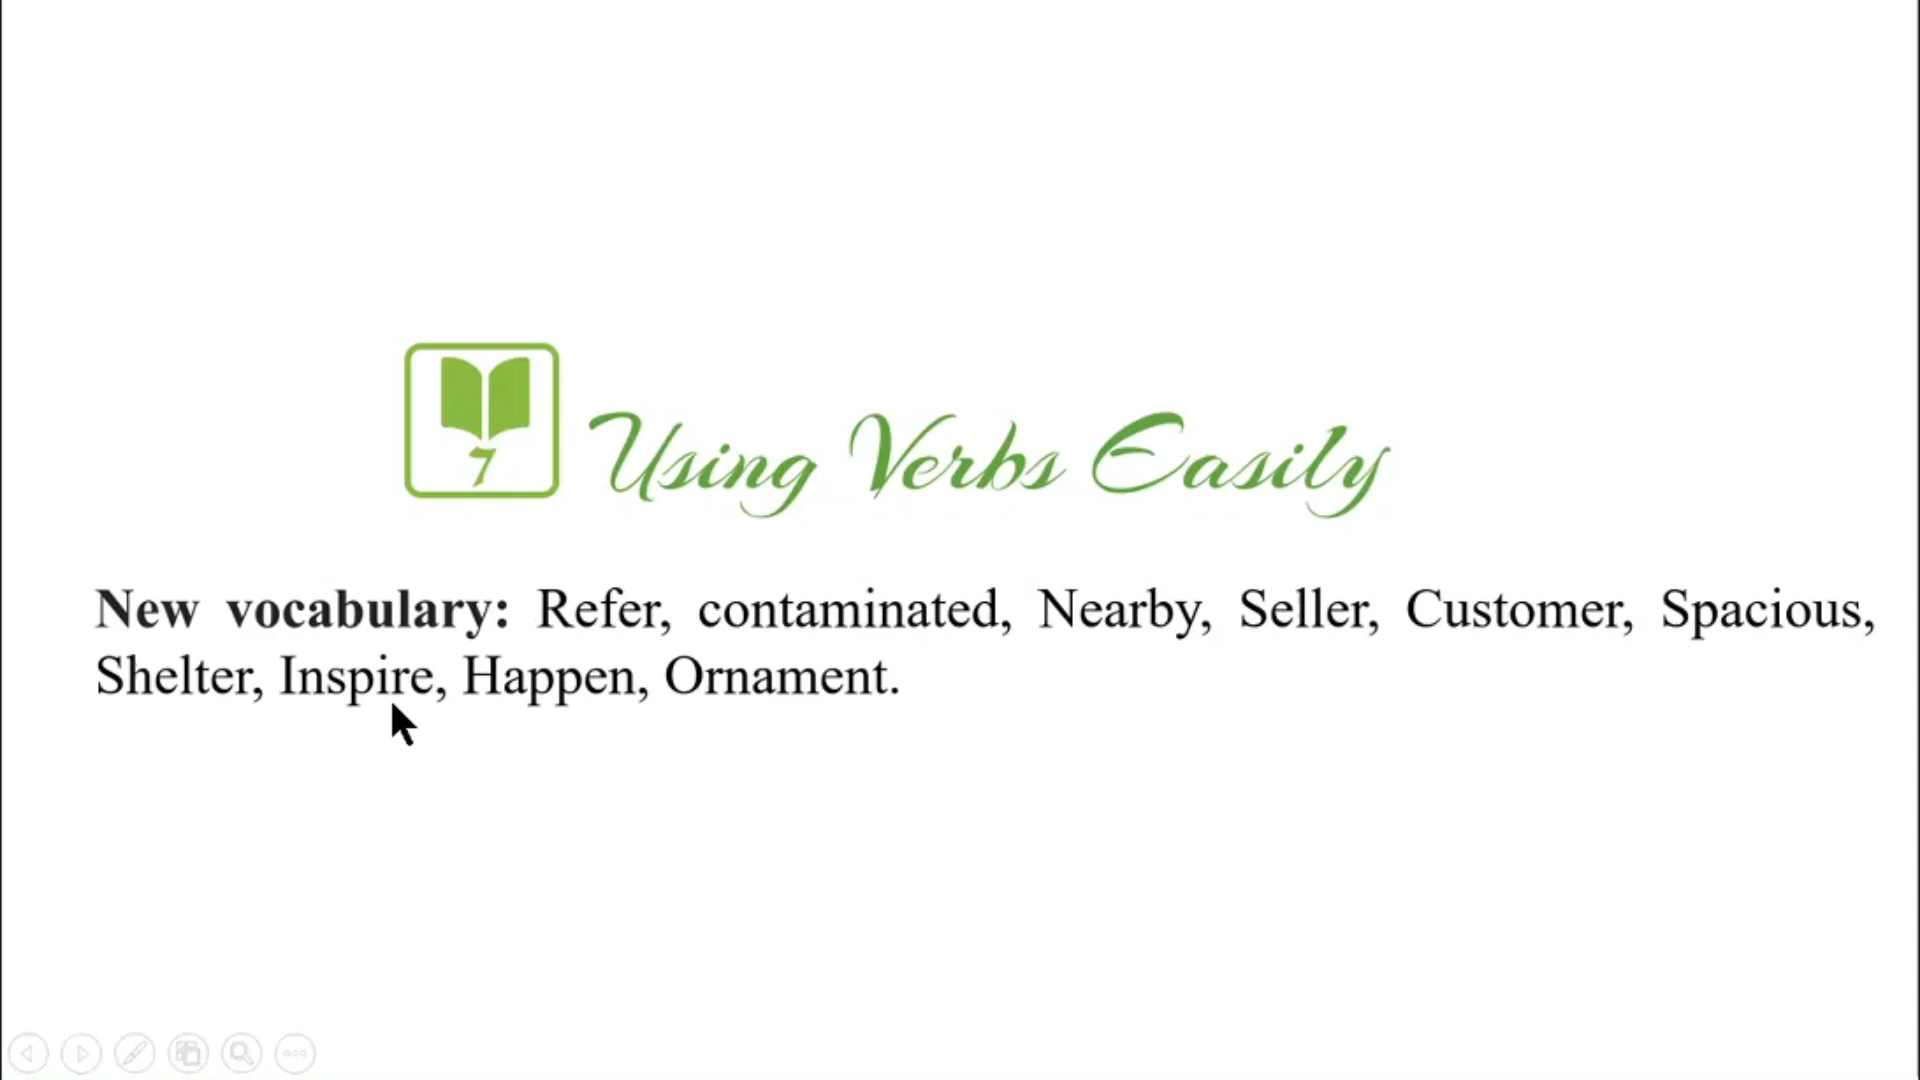 7 Using Verbs Easily
New vocabulary: Refer, contaminated, Nearby, Seller, Customer, Spacious,
Shelter, Inspire, Happen, Ornament.